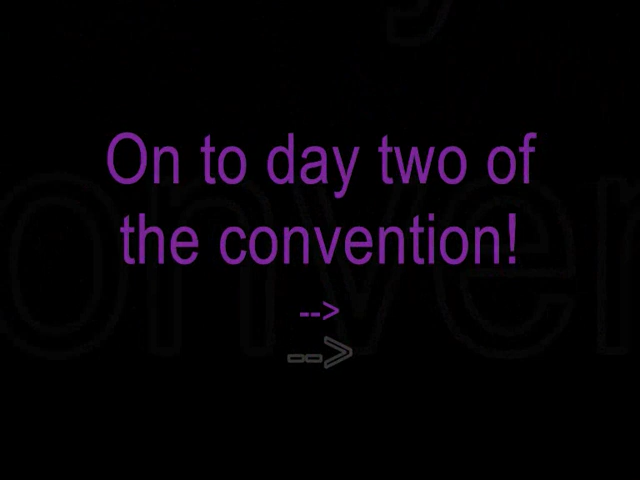 On to day two of
the convention!
-->
-->